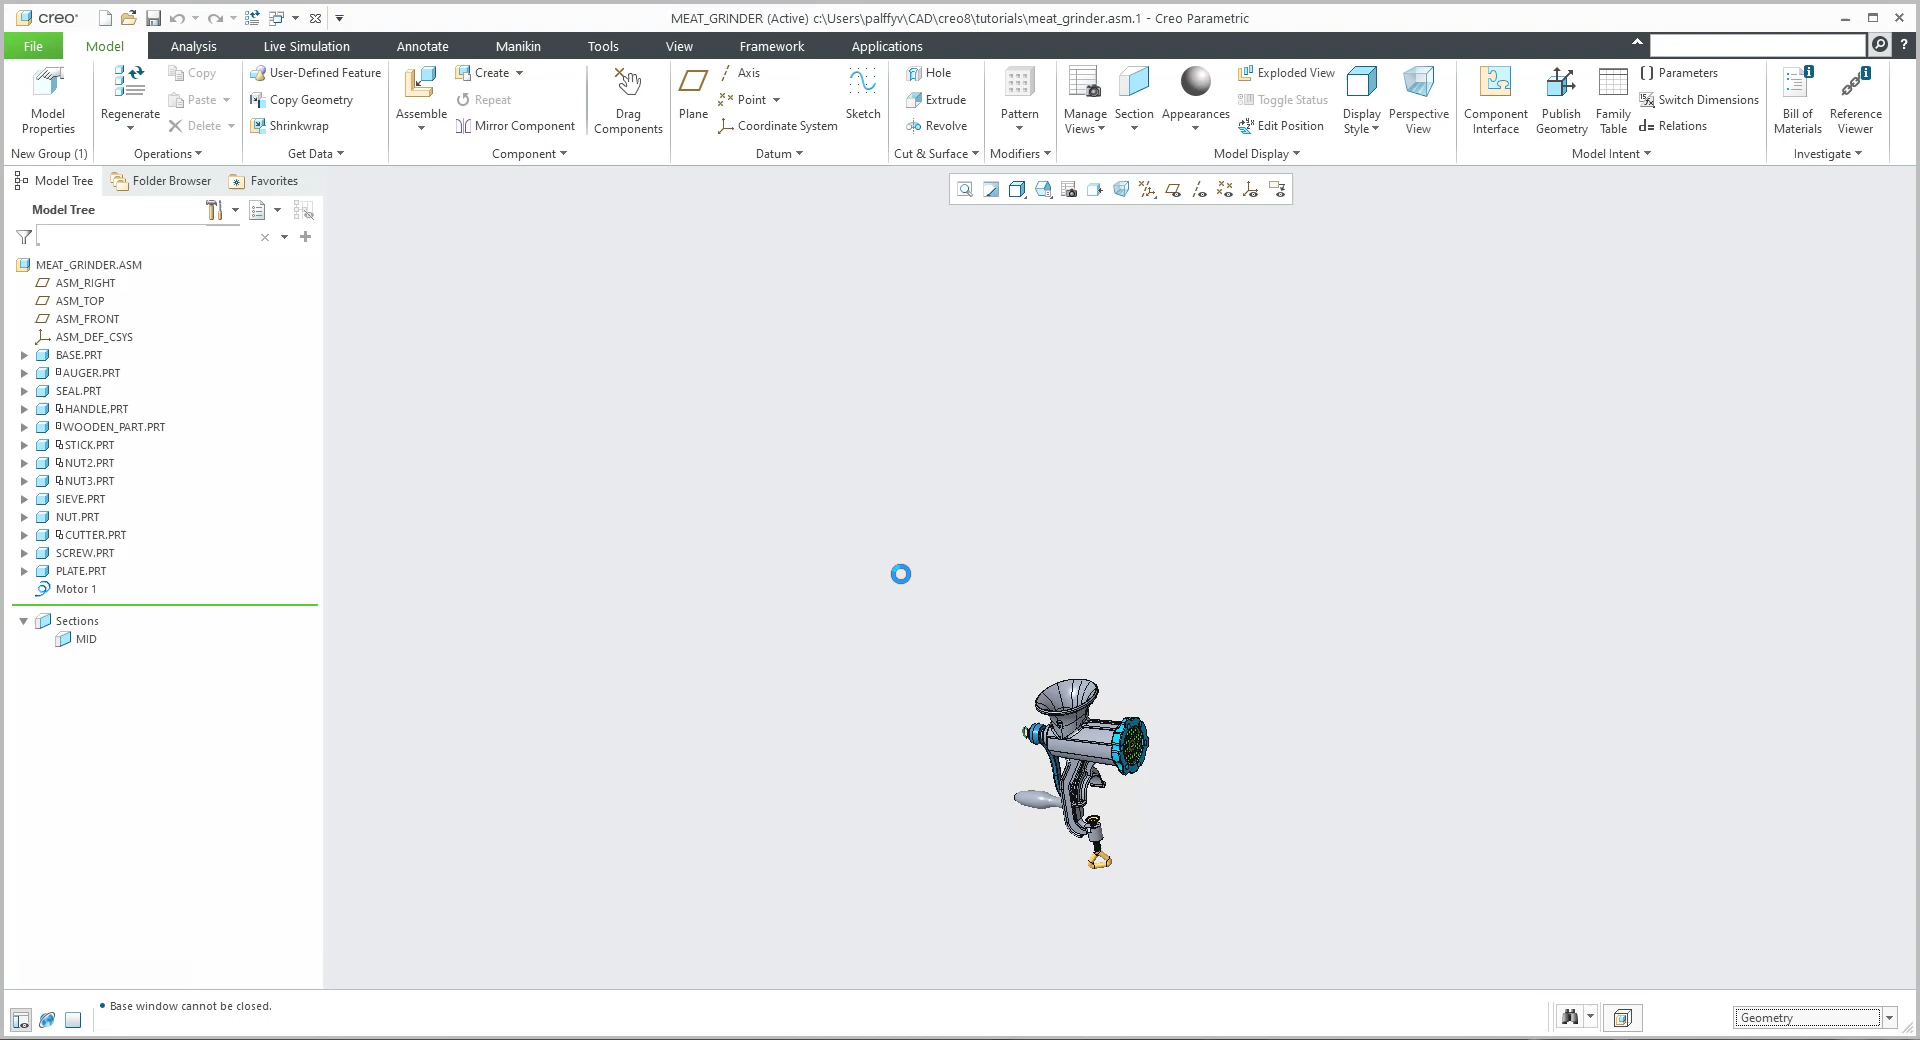 creo
MEAT_GRINDER (Active) c:\Users\palffyv\CAD\creo8\tutorials\meat_grinder.asm.1 - Creo Parametric
File Model Analysis Live Simulation Annotate Manikin Tools View Framework Applications
Model Properties
New Group (1)
Regenerate
Copy
Paste
Delete
Operations
User-Defined Feature
Copy Geometry
Shrinkwrap
Get Data
Assemble
Create
Repeat
Mirror Component
Drag Components
Component
Plane
Axis
Point
Coordinate System
Sketch
Datum
Hole
Extrude
Revolve
Cut & Surface
Pattern
Modifiers
Manage Views
Section
Appearances
Exploded View
Toggle Status
Edit Position
Display Style
Perspective View
Model Display
Component Interface
Publish Geometry
Family Table
Parameters
Switch Dimensions
d= Relations
Model Intent
Bill of Materials
Reference Viewer
Investigate
Model Tree Folder Browser Favorites
Model Tree
MEAT_GRINDER.ASM
ASM_RIGHT
ASM_TOP
ASM_FRONT
ASM_DEF_CSYS
BASE.PRT
AUGER.PRT
SEAL.PRT
HANDLE.PRT
WOODEN_PART.PRT
STICK.PRT
NUT2.PRT
NUT3.PRT
SIEVE.PRT
NUT.PRT
CUTTER.PRT
SCREW.PRT
PLATE.PRT
Motor 1
Sections
MID
Base window cannot be closed.
Geometry